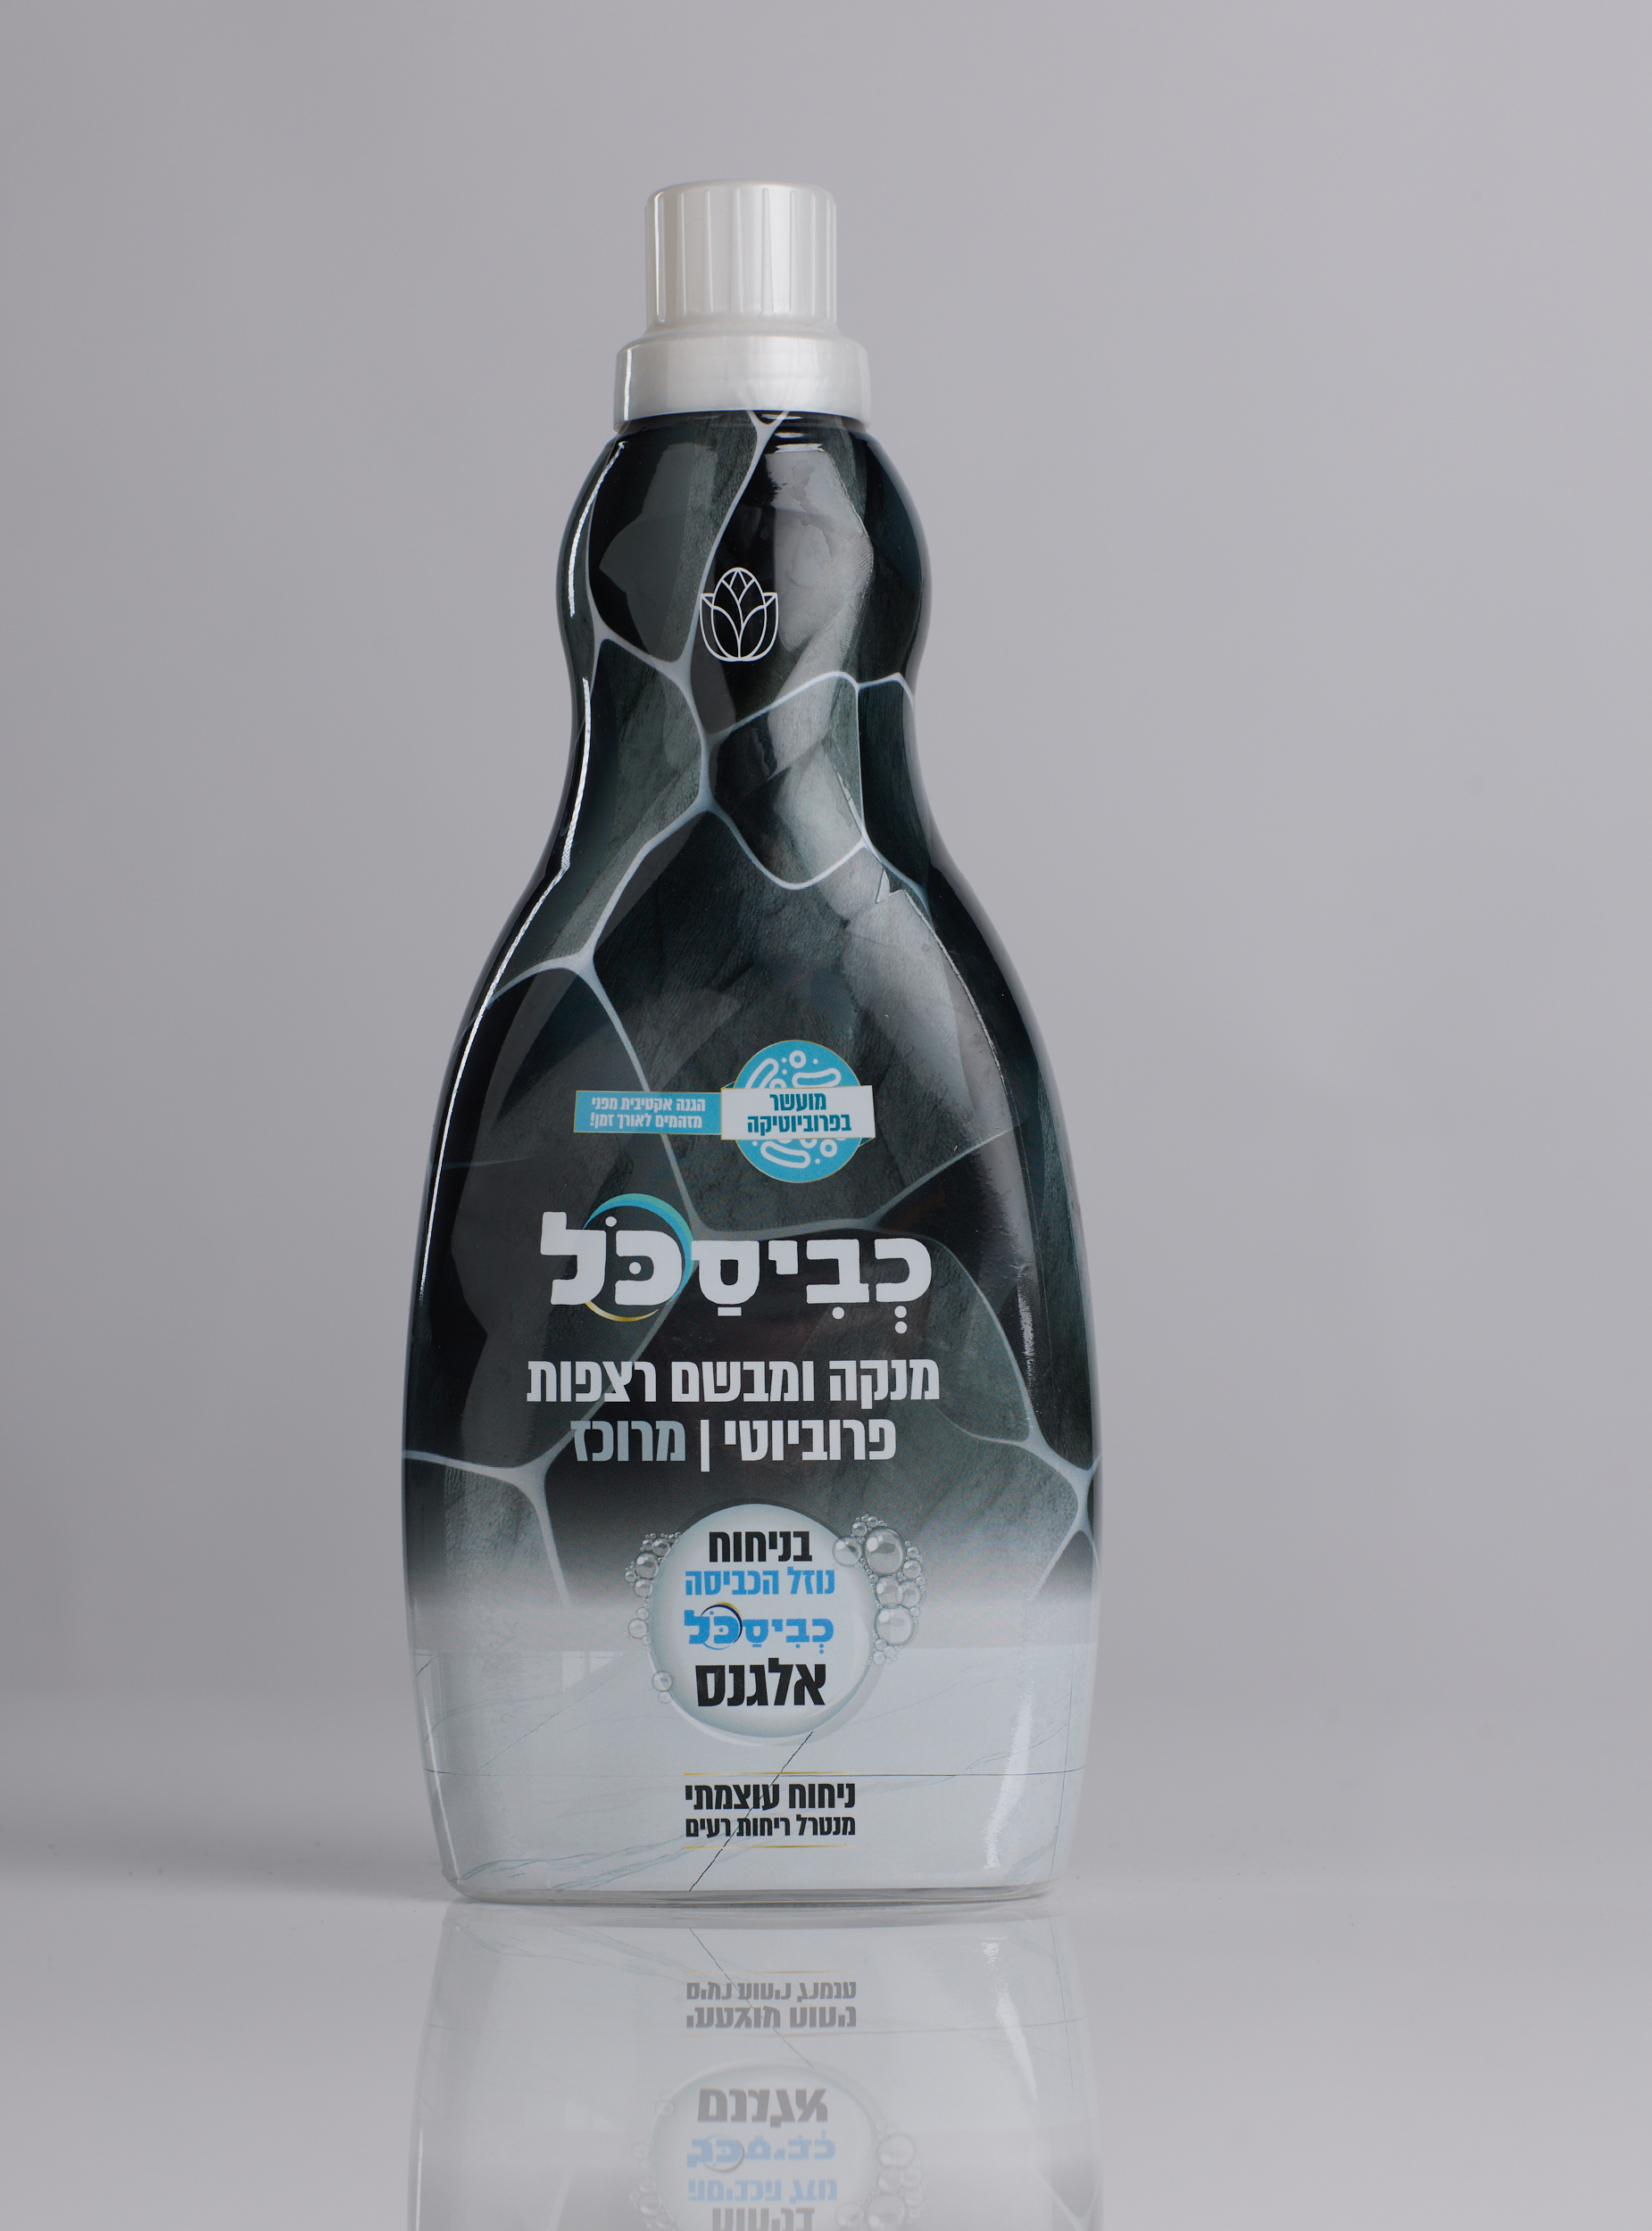 מועשר
בפרוביוטיקה
הגנה אקטיבית מפני
מזהמים לאורך זמן!
כְּבִיסַכֹּל
מנקה ומבשם רצפות
פרוביוטי | מרוכז
בניחוח
נוזל הכביסה
כְּבִיסַכֹּל
אלגנס
ניחוח עוצמתי
מנטרל ריחות רעים